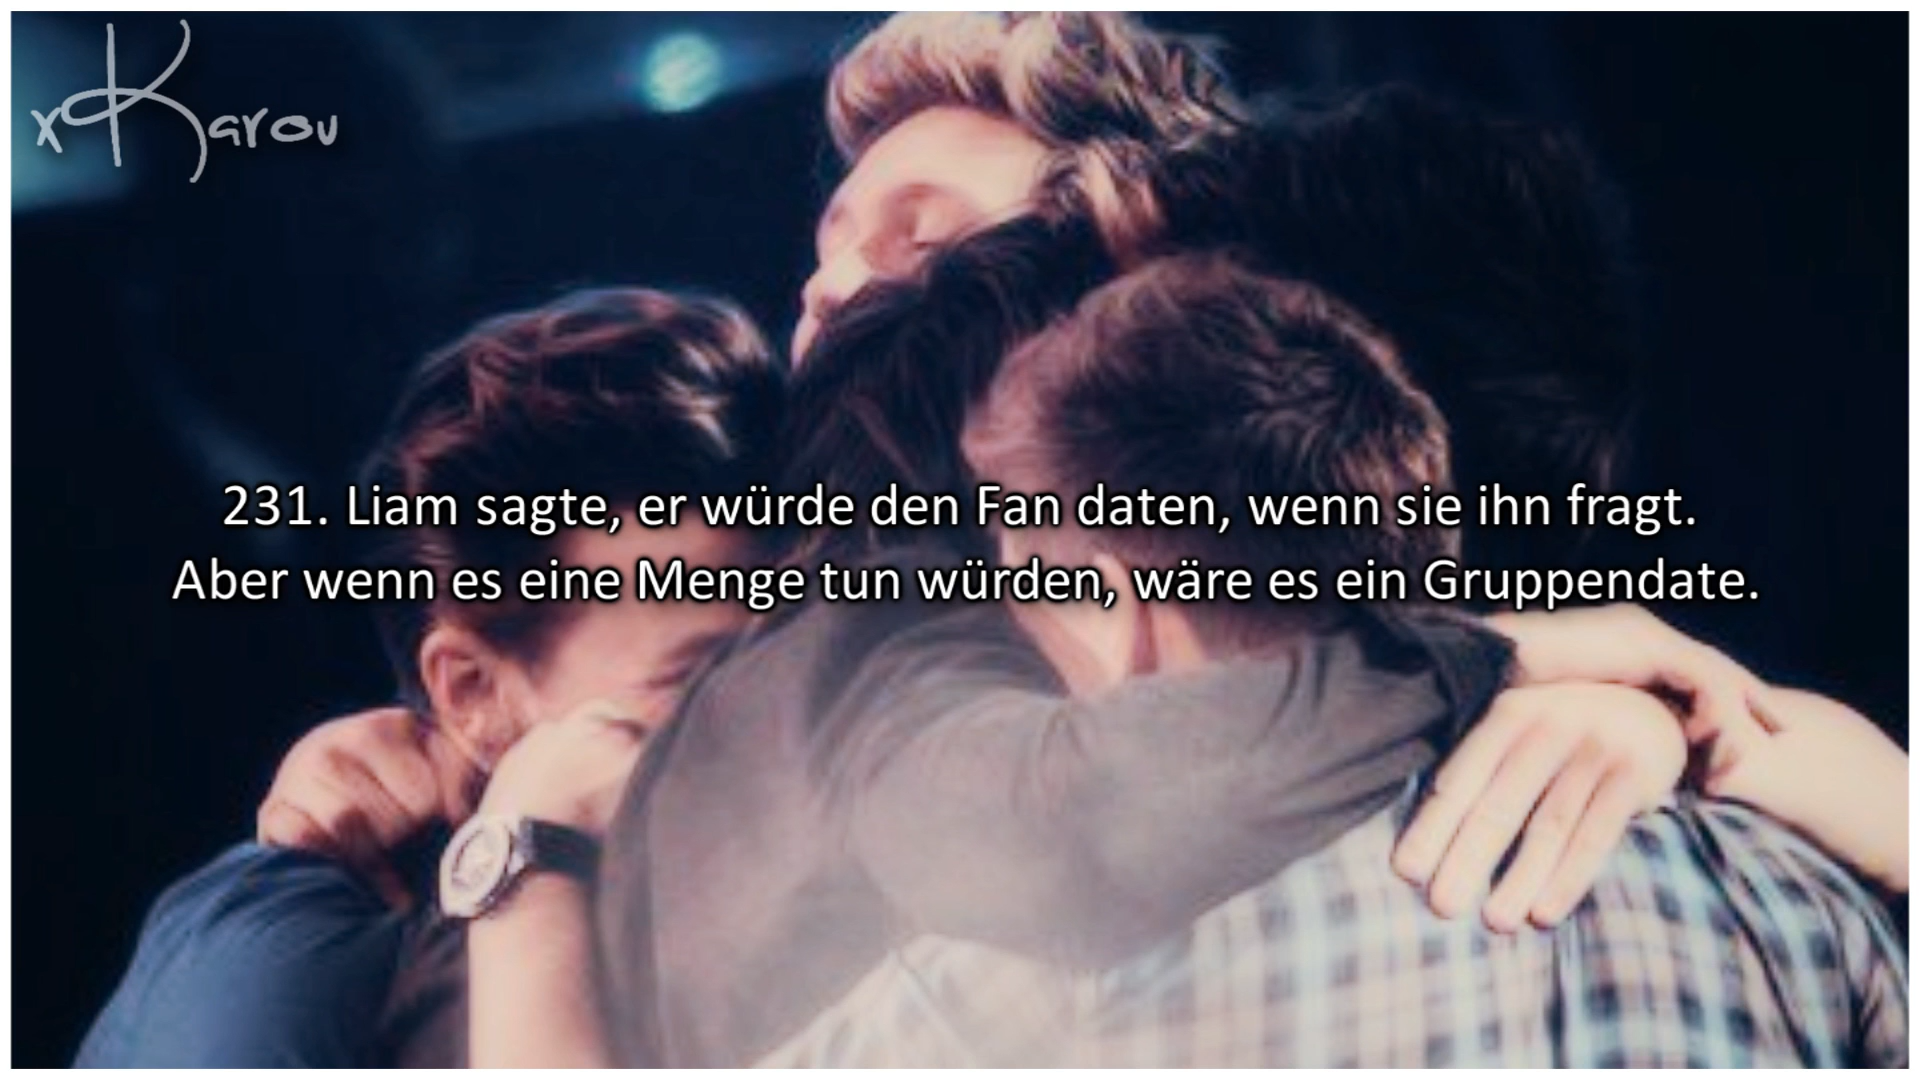 xKarou
231. Liam sagte, er würde den Fan daten, wenn sie ihn fragt.
Aber wenn es eine Menge tun würden, wäre es ein Gruppendate.